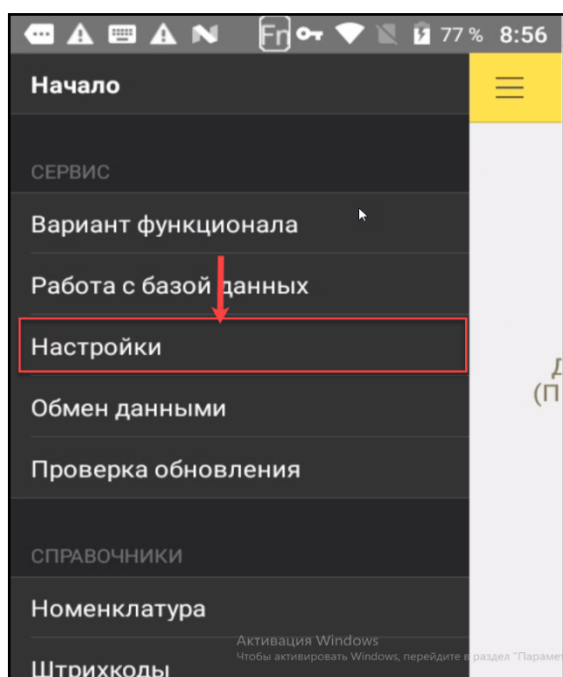 Fn 77 % 8:56
Начало
СЕРВИС
Вариант функционала
Работа с базой данных
Настройки
Д
(П
Обмен данными
Проверка обновления
СПРАВОЧНИКИ
Номенклатура
Активация Windows
Чтобы активировать Windows, перейдите в раздел "Парамет
Штрихкоды